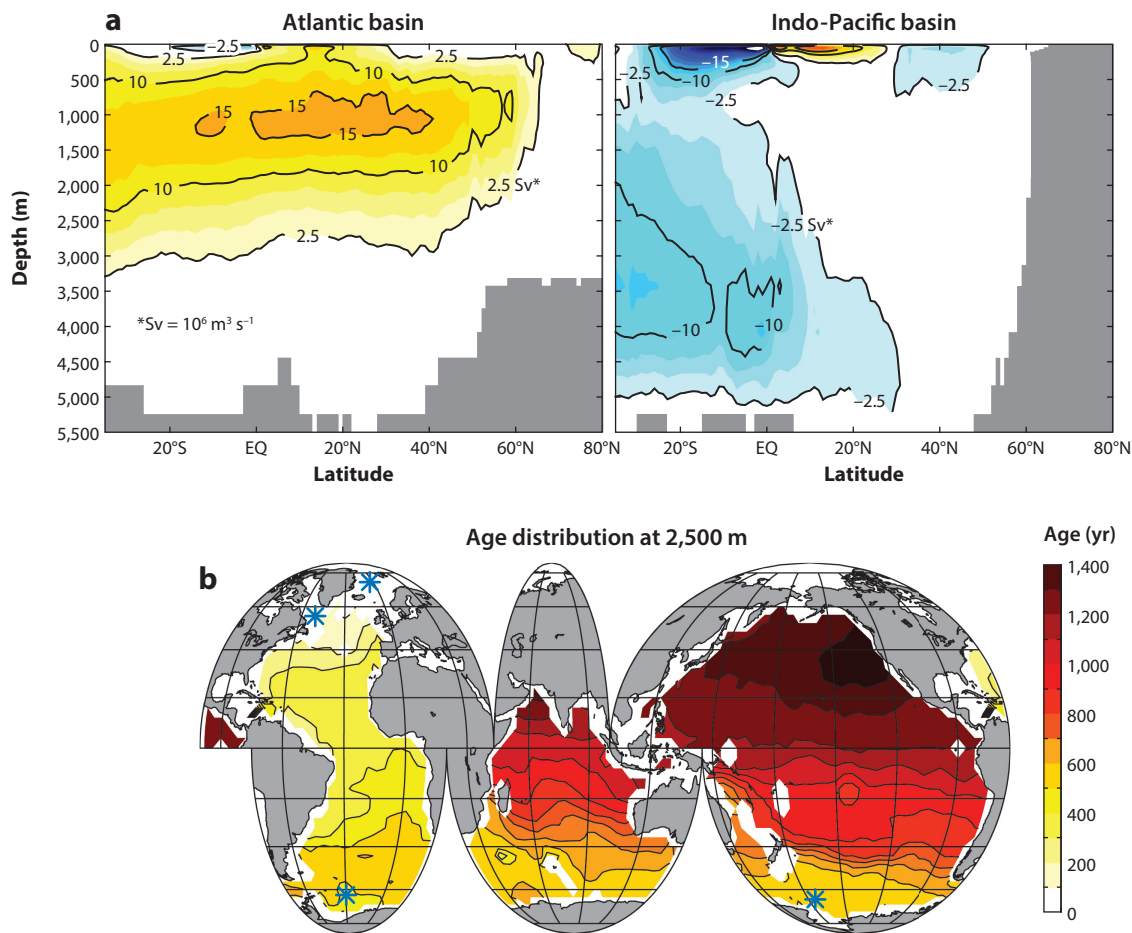 a
Atlantic basin
Indo-Pacific basin
Depth (m)
0
500
1,000
1,500
2,000
2,500
3,000
3,500
4,000
4,500
5,000
5,500
−2.5
2.5
2.5
10
10
15
15
15
10
10
2.5 Sv*
2.5
*Sv = 10⁶ m³ s⁻¹
20°S
EQ
20°N
40°N
60°N
80°N
Latitude
−2.5
−2.5
−15
−10
−2.5
−2.5
−2.5 Sv*
−10
−10
−2.5
20°S
EQ
20°N
40°N
60°N
80°N
Latitude
Age distribution at 2,500 m
b
Age (yr)
1,400
1,200
1,000
800
600
400
200
0